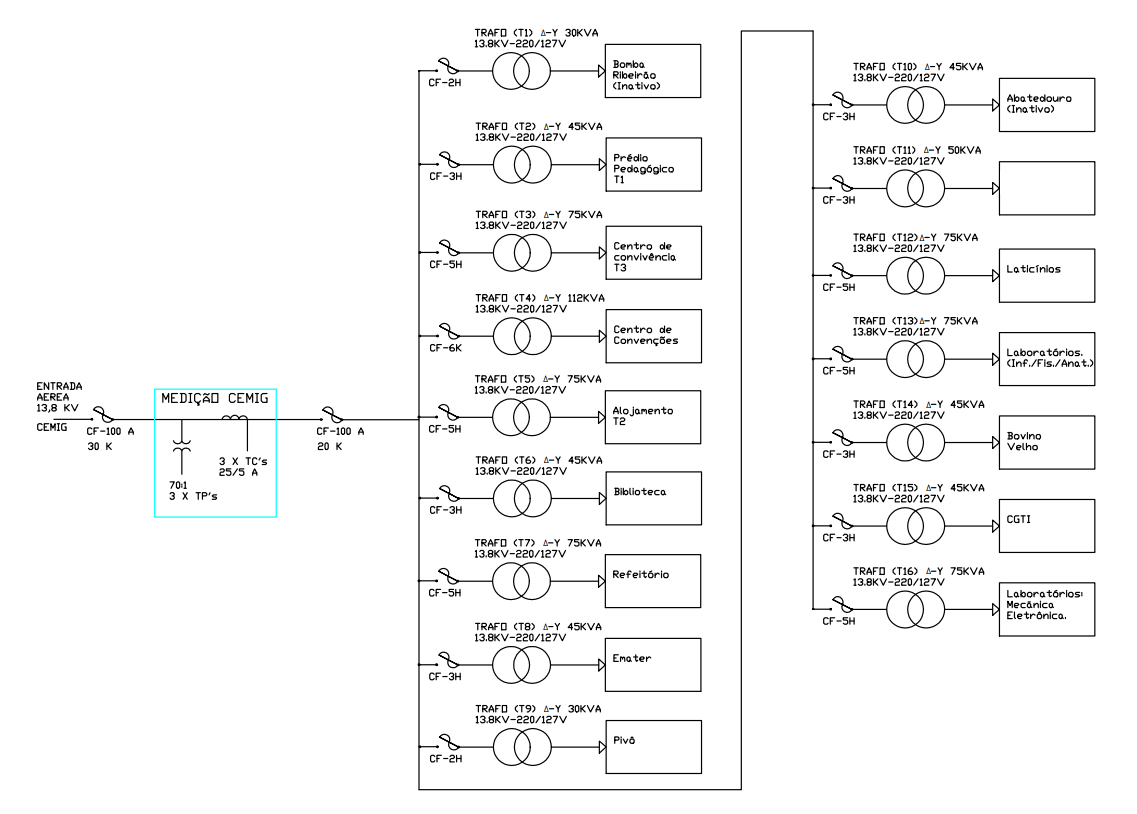 ENTRADA
AEREA
13,8 KV
CEMIG
CF-100 A
30 K
MEDIÇÃO CEMIG
3 X TC's
25/5 A
70:1
3 X TP's
CF-100 A
20 K
TRAFO (T1) Δ-Y 30KVA
13.8KV-220/127V
CF-2H
Bomba
Ribeirão
(Inativo)
TRAFO (T2) Δ-Y 45KVA
13.8KV-220/127V
CF-3H
Prédio
Pedagógico
T1
TRAFO (T3) Δ-Y 75KVA
13.8KV-220/127V
CF-5H
Centro de
convivência
T3
TRAFO (T4) Δ-Y 112KVA
13.8KV-220/127V
CF-6K
Centro de
Convenções
TRAFO (T5) Δ-Y 75KVA
13.8KV-220/127V
CF-5H
Alojamento
T2
TRAFO (T6) Δ-Y 45KVA
13.8KV-220/127V
CF-3H
Biblioteca
TRAFO (T7) Δ-Y 75KVA
13.8KV-220/127V
CF-5H
Refeitório
TRAFO (T8) Δ-Y 45KVA
13.8KV-220/127V
CF-3H
Emater
TRAFO (T9) Δ-Y 30KVA
13.8KV-220/127V
CF-2H
Pivô
TRAFO (T10) Δ-Y 45KVA
13.8KV-220/127V
CF-3H
Abatedouro
(Inativo)
TRAFO (T11) Δ-Y 50KVA
13.8KV-220/127V
CF-3H
TRAFO (T12) Δ-Y 75KVA
13.8KV-220/127V
CF-5H
Laticínios
TRAFO (T13) Δ-Y 75KVA
13.8KV-220/127V
CF-5H
Laboratórios.
(Inf./Fis./Anat.)
TRAFO (T14) Δ-Y 45KVA
13.8KV-220/127V
CF-3H
Bovino
Velho
TRAFO (T15) Δ-Y 45KVA
13.8KV-220/127V
CF-3H
CGTI
TRAFO (T16) Δ-Y 75KVA
13.8KV-220/127V
CF-5H
Laboratórios:
Mecânica
Eletrônica.